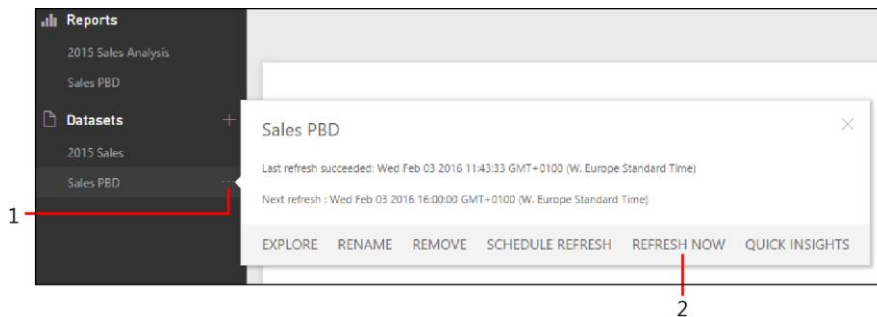 Reports
2015 Sales Analysis
Sales PBD
Datasets
2015 Sales
Sales PBD
Sales PBD
Last refresh succeeded: Wed Feb 03 2016 11:43:33 GMT+0100 (W. Europe Standard Time)
Next refresh : Wed Feb 03 2016 16:00:00 GMT+0100 (W. Europe Standard Time)
EXPLORE RENAME REMOVE SCHEDULE REFRESH REFRESH NOW QUICK INSIGHTS
1
2